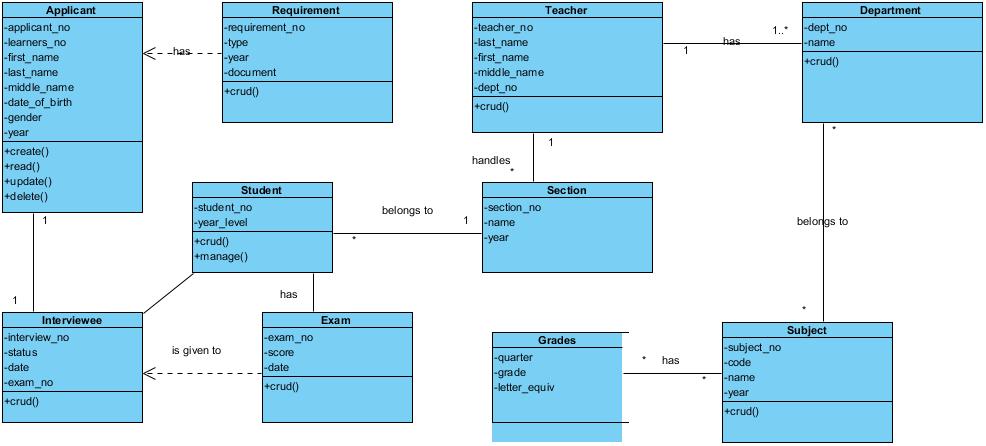 Applicant
-applicant_no
-learners_no
-first_name
-last_name
-middle_name
-date_of_birth
-gender
-year
+create()
+read()
+update()
+delete()
has
Requirement
-requirement_no
-type
-year
-document
+crud()
Teacher
-teacher_no
-last_name
-first_name
-middle_name
-dept_no
+crud()
1
has
1..*
Department
-dept_no
-name
+crud()
1
handles
*
*
belongs to
*
Student
-student_no
-year_level
+crud()
+manage()
*
belongs to
1
Section
-section_no
-name
-year
1
1
has
Interviewee
-interview_no
-status
-date
-exam_no
+crud()
is given to
Exam
-exam_no
-score
-date
+crud()
Grades
-quarter
-grade
-letter_equiv
*
has
*
Subject
-subject_no
-code
-name
-year
+crud()